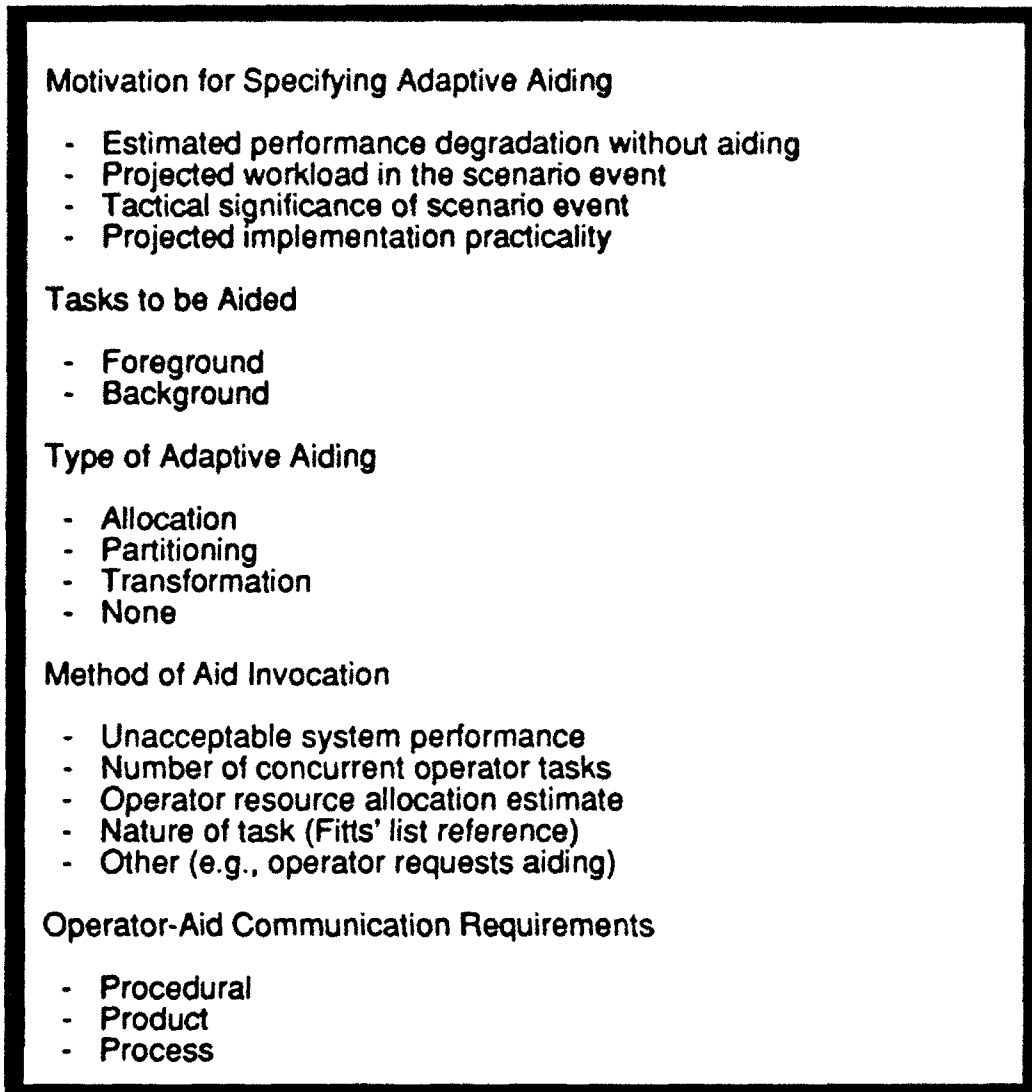 Motivation for Specifying Adaptive Aiding
- Estimated performance degradation without aiding
- Projected workload in the scenario event
- Tactical significance of scenario event
- Projected implementation practicality
Tasks to be Aided
- Foreground
- Background
Type of Adaptive Aiding
- Allocation
- Partitioning
- Transformation
- None
Method of Aid Invocation
- Unacceptable system performance
- Number of concurrent operator tasks
- Operator resource allocation estimate
- Nature of task (Fitts' list reference)
- Other (e.g., operator requests aiding)
Operator-Aid Communication Requirements
- Procedural
- Product
- Process